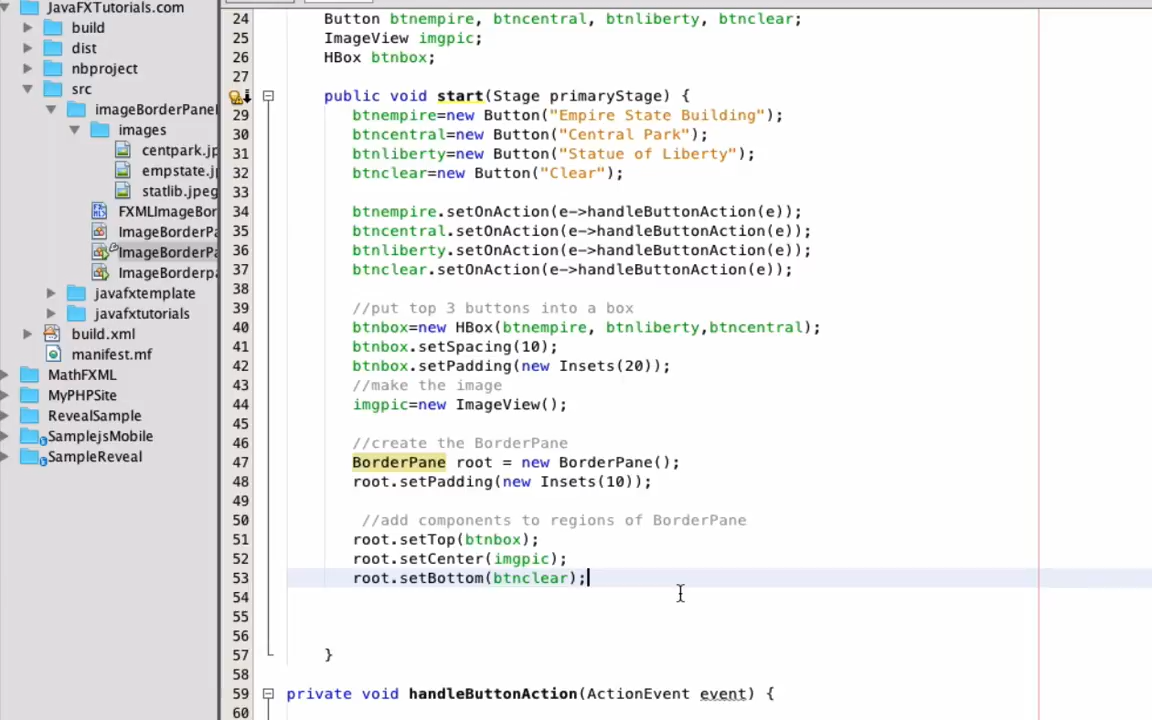 JavaFXTutorials.com
build
dist
nbproject
src
imageBorderPanel
images
centpark.jp
empstate.jp
statlib.jpeg
FXMLImageBor
ImageBorderPa
ImageBorderPa
ImageBorderpa
javafxtemplate
javafxtutorials
build.xml
manifest.mf
MathFXML
MyPHPSite
RevealSample
SamplejsMobile
SampleReveal
24 Button btnempire, btncentral, btnliberty, btnclear;
25 ImageView imgpic;
26 HBox btnbox;
27
public void start(Stage primaryStage) {
29 btnempire=new Button("Empire State Building");
30 btncentral=new Button("Central Park");
31 btnliberty=new Button("Statue of Liberty");
32 btnclear=new Button("Clear");
33
34 btnempire.setOnAction(e->handleButtonAction(e));
35 btncentral.setOnAction(e->handleButtonAction(e));
36 btnliberty.setOnAction(e->handleButtonAction(e));
37 btnclear.setOnAction(e->handleButtonAction(e));
38
39 //put top 3 buttons into a box
40 btnbox=new HBox(btnempire, btnliberty,btncentral);
41 btnbox.setSpacing(10);
42 btnbox.setPadding(new Insets(20));
43 //make the image
44 imgpic=new ImageView();
45
46 //create the BorderPane
47 BorderPane root = new BorderPane();
48 root.setPadding(new Insets(10));
49
50 //add components to regions of BorderPane
51 root.setTop(btnbox);
52 root.setCenter(imgpic);
53 root.setBottom(btnclear);
54
55
56
57 }
58
59 private void handleButtonAction(ActionEvent event) {
60